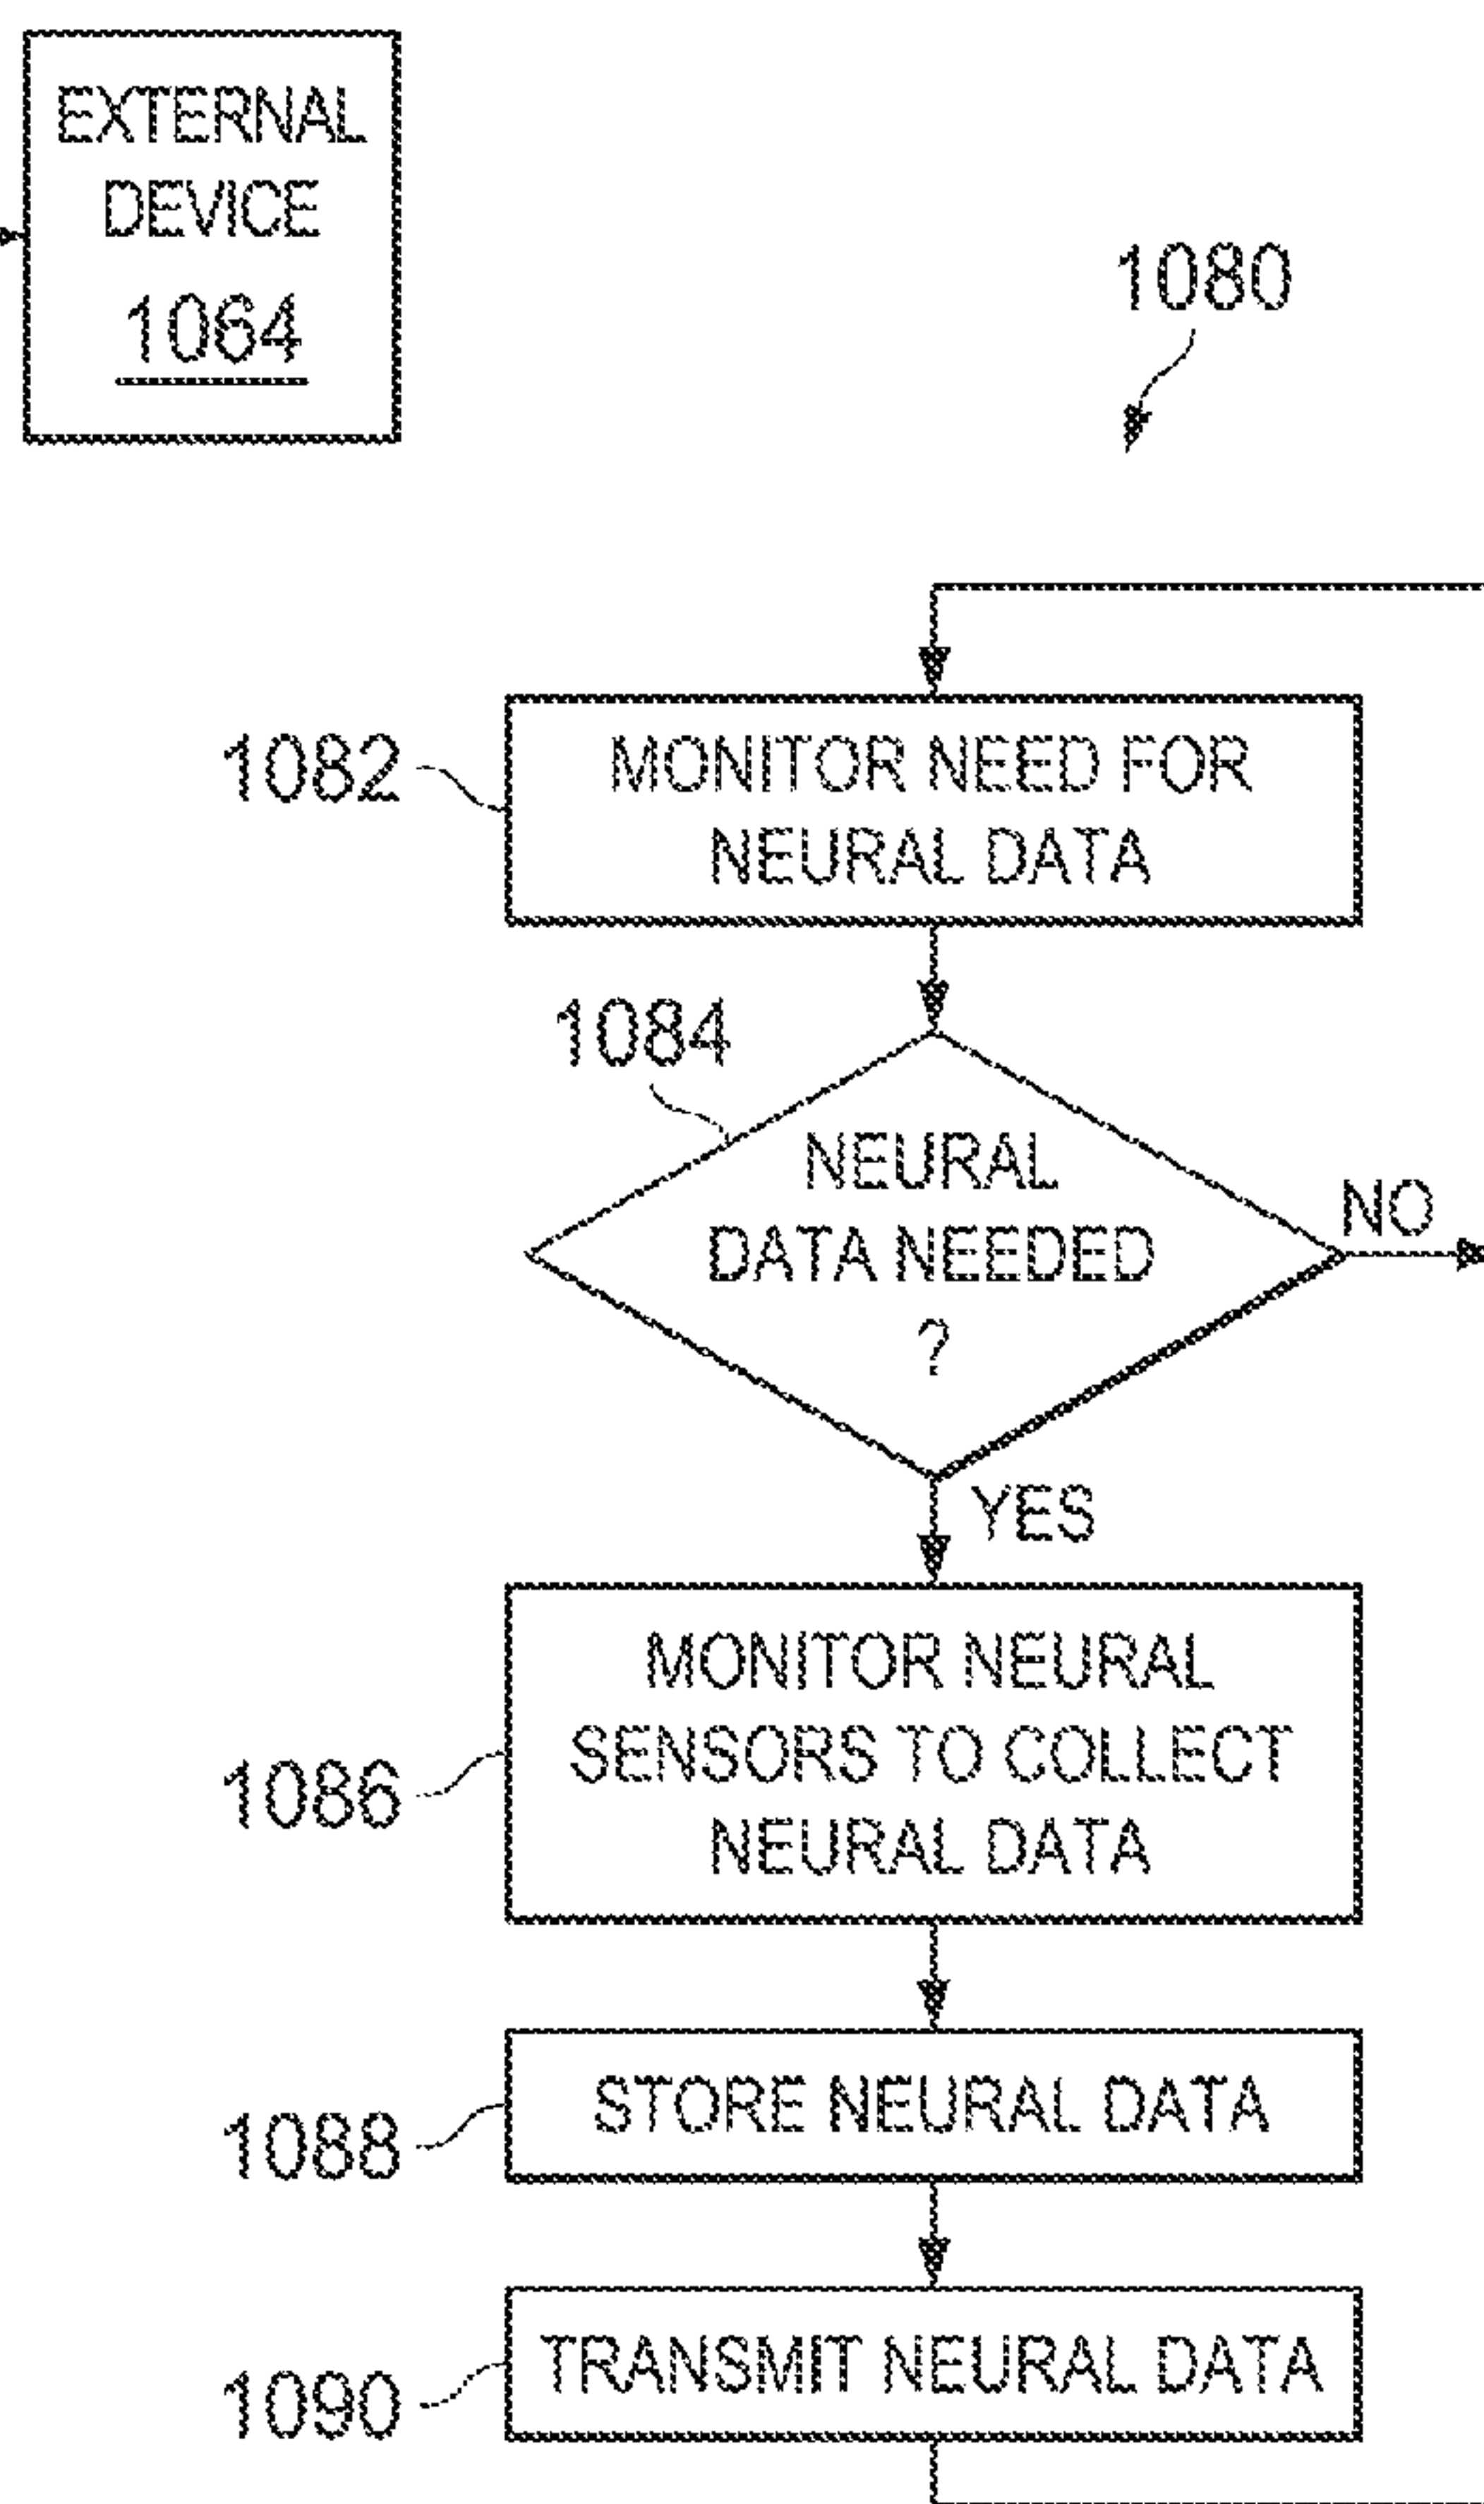 EXTERNAL
DEVICE
1064
1080
1082
MONITOR NEED FOR
NEURAL DATA
1084
NEURAL
DATA NEEDED
?
NO
YES
MONITOR NEURAL
SENSORS TO COLLECT
NEURAL DATA
1086
STORE NEURAL DATA
1088
TRANSMIT NEURAL DATA
1090